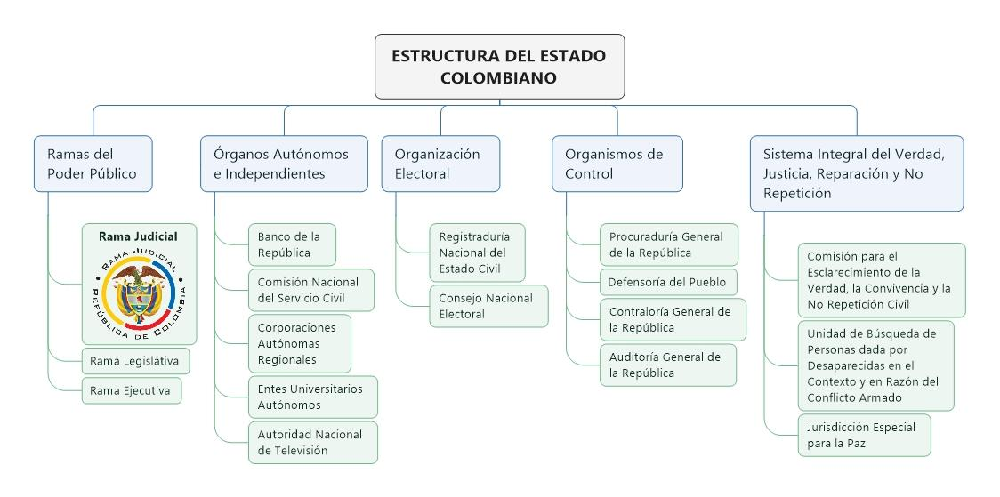 ESTRUCTURA DEL ESTADO
COLOMBIANO
Ramas del
Poder Público
Rama Judicial
RAMA JUDICIAL
REPÚBLICA DE COLOMBIA
Rama Legislativa
Rama Ejecutiva
Órganos Autónomos
e Independientes
Banco de la
República
Comisión Nacional
del Servicio Civil
Corporaciones
Autónomas
Regionales
Entes Universitarios
Autónomos
Autoridad Nacional
de Televisión
Organización
Electoral
Registraduría
Nacional del
Estado Civil
Consejo Nacional
Electoral
Organismos de
Control
Procuraduría General
de la República
Defensoría del Pueblo
Contraloría General de
la República
Auditoría General de
la República
Sistema Integral del Verdad,
Justicia, Reparación y No
Repetición
Comisión para el
Esclarecimiento de la
Verdad, la Convivencia y la
No Repetición Civil
Unidad de Búsqueda de
Personas dada por
Desaparecidas en el
Contexto y en Razón del
Conflicto Armado
Jurisdicción Especial
para la Paz